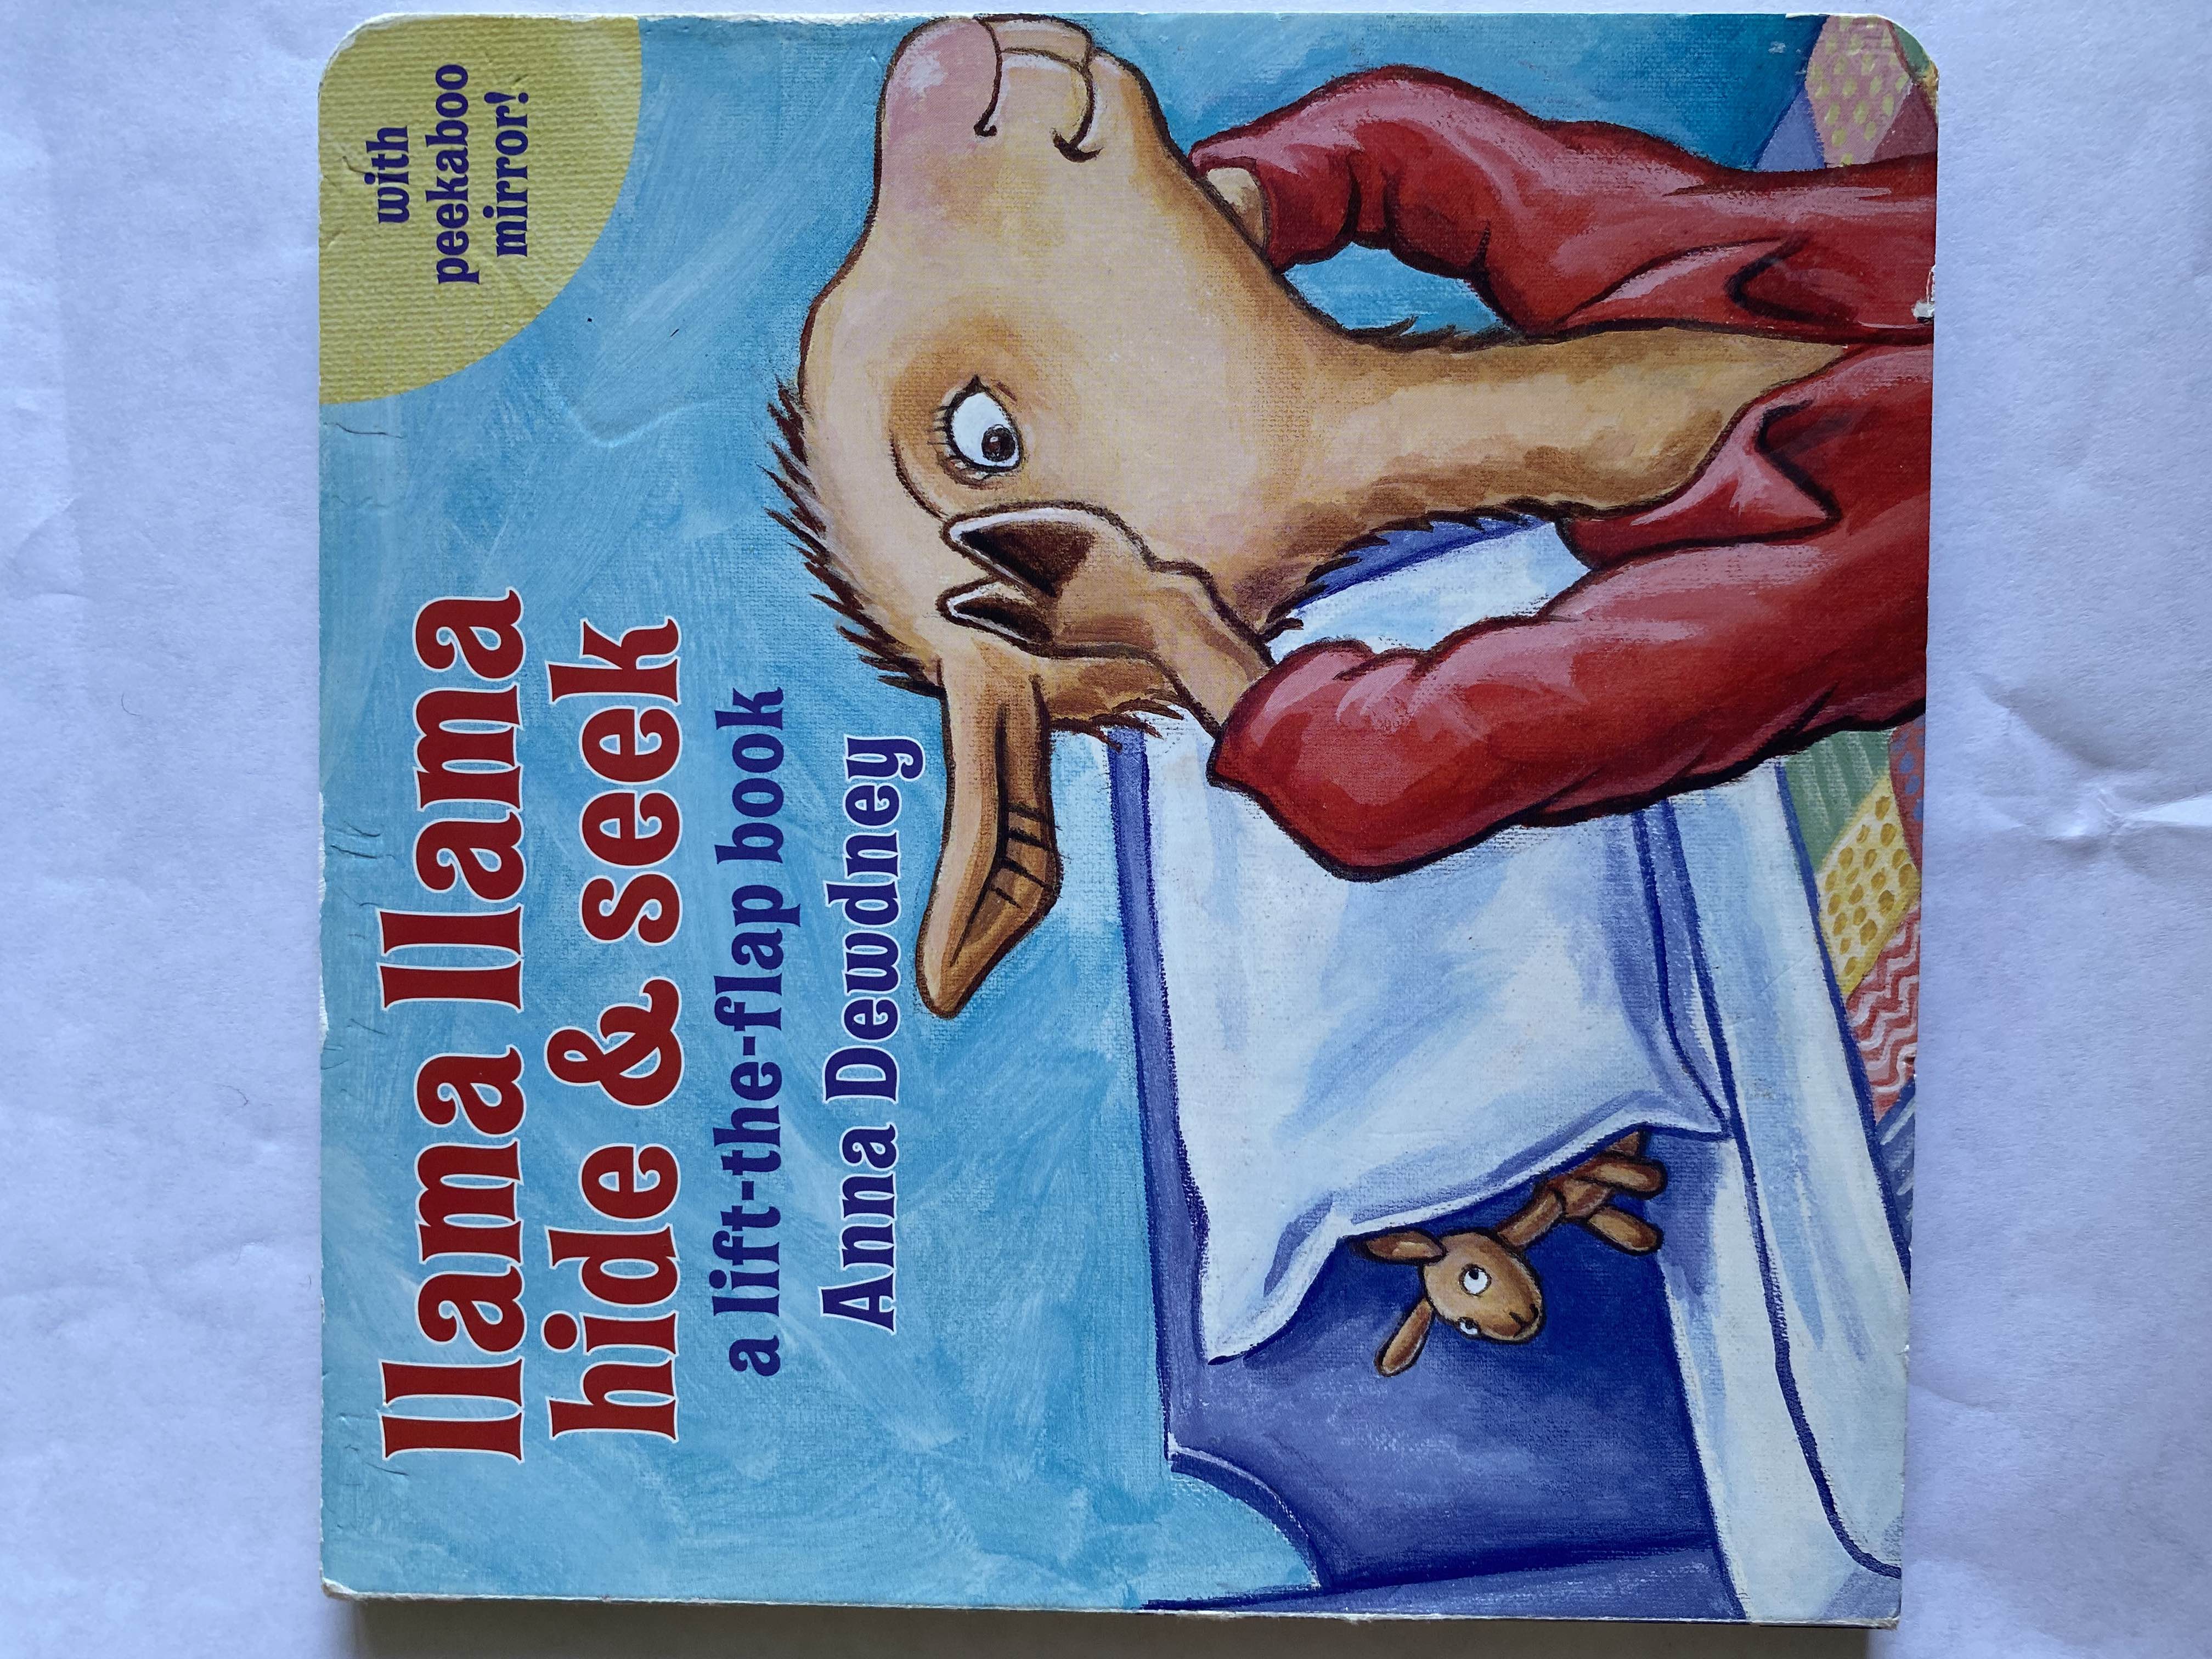 llama llama
hide & seek
a lift-the-flap book
Anna Dewdney
with
peekaboo
mirror!